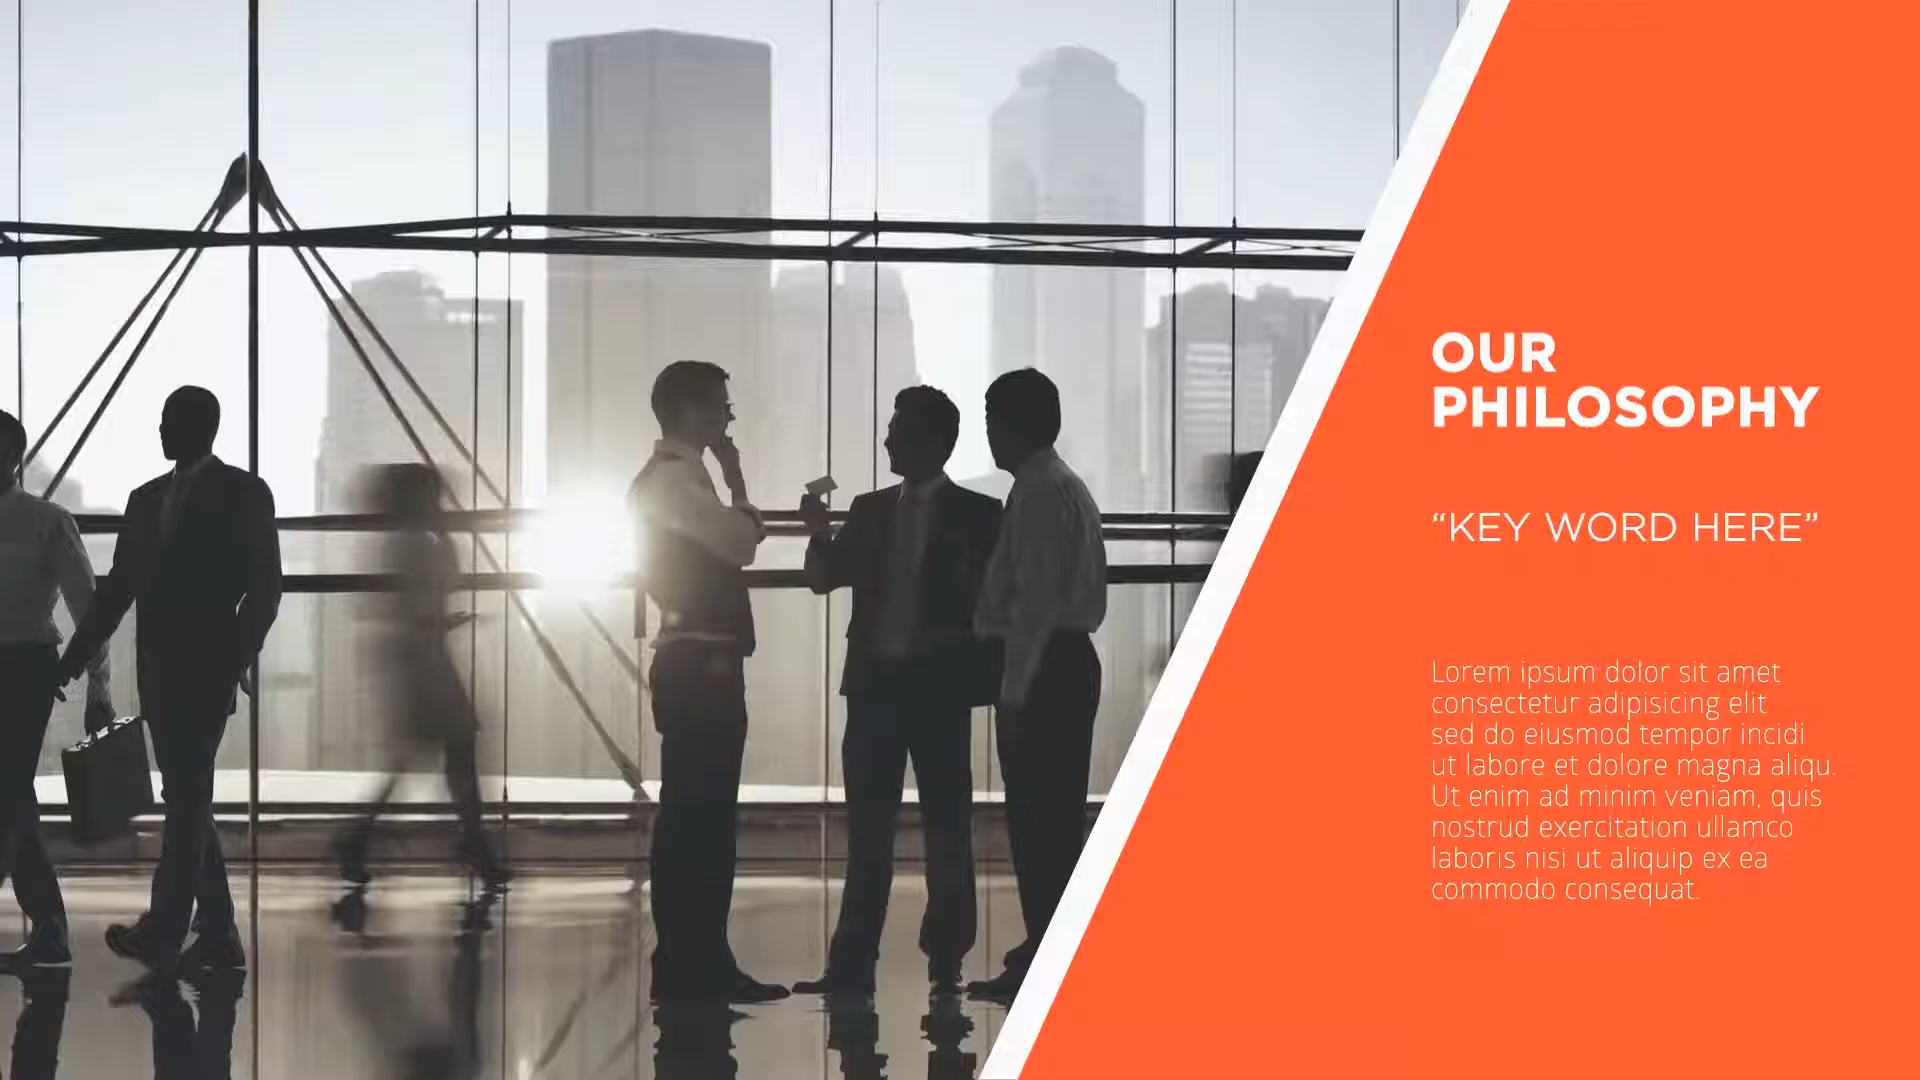 OUR
PHILOSOPHY
“KEY WORD HERE”
Lorem ipsum dolor sit amet
consectetur adipisicing elit
sed do eiusmod tempor incidi
ut labore et dolore magna aliqu.
Ut enim ad minim veniam, quis
nostrud exercitation ullamco
laboris nisi ut aliquip ex ea
commodo consequat.